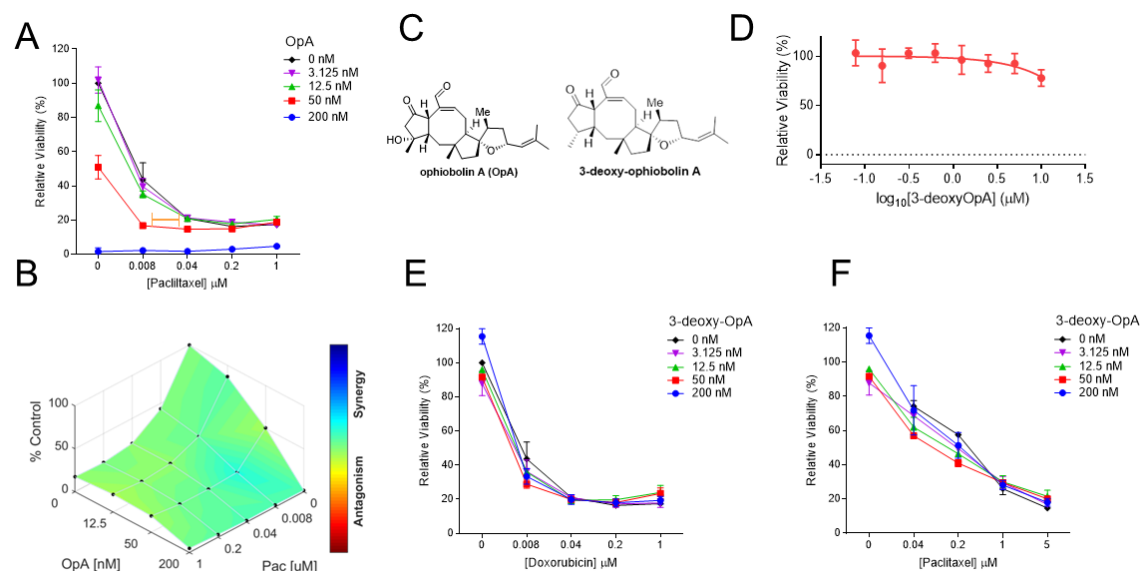 A
OpA
0 nM
3.125 nM
12.5 nM
50 nM
200 nM
Relative Viability (%)
120
100
80
60
40
20
0
0 0.008 0.04 0.2 1
[Pacliltaxel] μM
B
% Control
100
50
0
0
12.5
50
200
OpA [nM]
1
0.2
0.04
0.008
0
Pac [uM]
Synergy
Antagonism
C
O
O
H
H
HO
Me
H
O
ophiobolin A (OpA)
O
O
H
H
Me
H
O
3-deoxy-ophiobolin A
D
Relative Viability (%)
100
50
0
-1.5 -1.0 -0.5 0.0 0.5 1.0 1.5
log10[3-deoxyOpA] (μM)
E
3-deoxy-OpA
0 nM
3.125 nM
12.5 nM
50 nM
200 nM
Relative Viability (%)
120
100
80
60
40
20
0
0 0.008 0.04 0.2 1
[Doxorubicin] μM
F
3-deoxy-OpA
0 nM
3.125 nM
12.5 nM
50 nM
200 nM
Relative Viability (%)
120
100
80
60
40
20
0
0 0.04 0.2 1 5
[Paclitaxel] μM